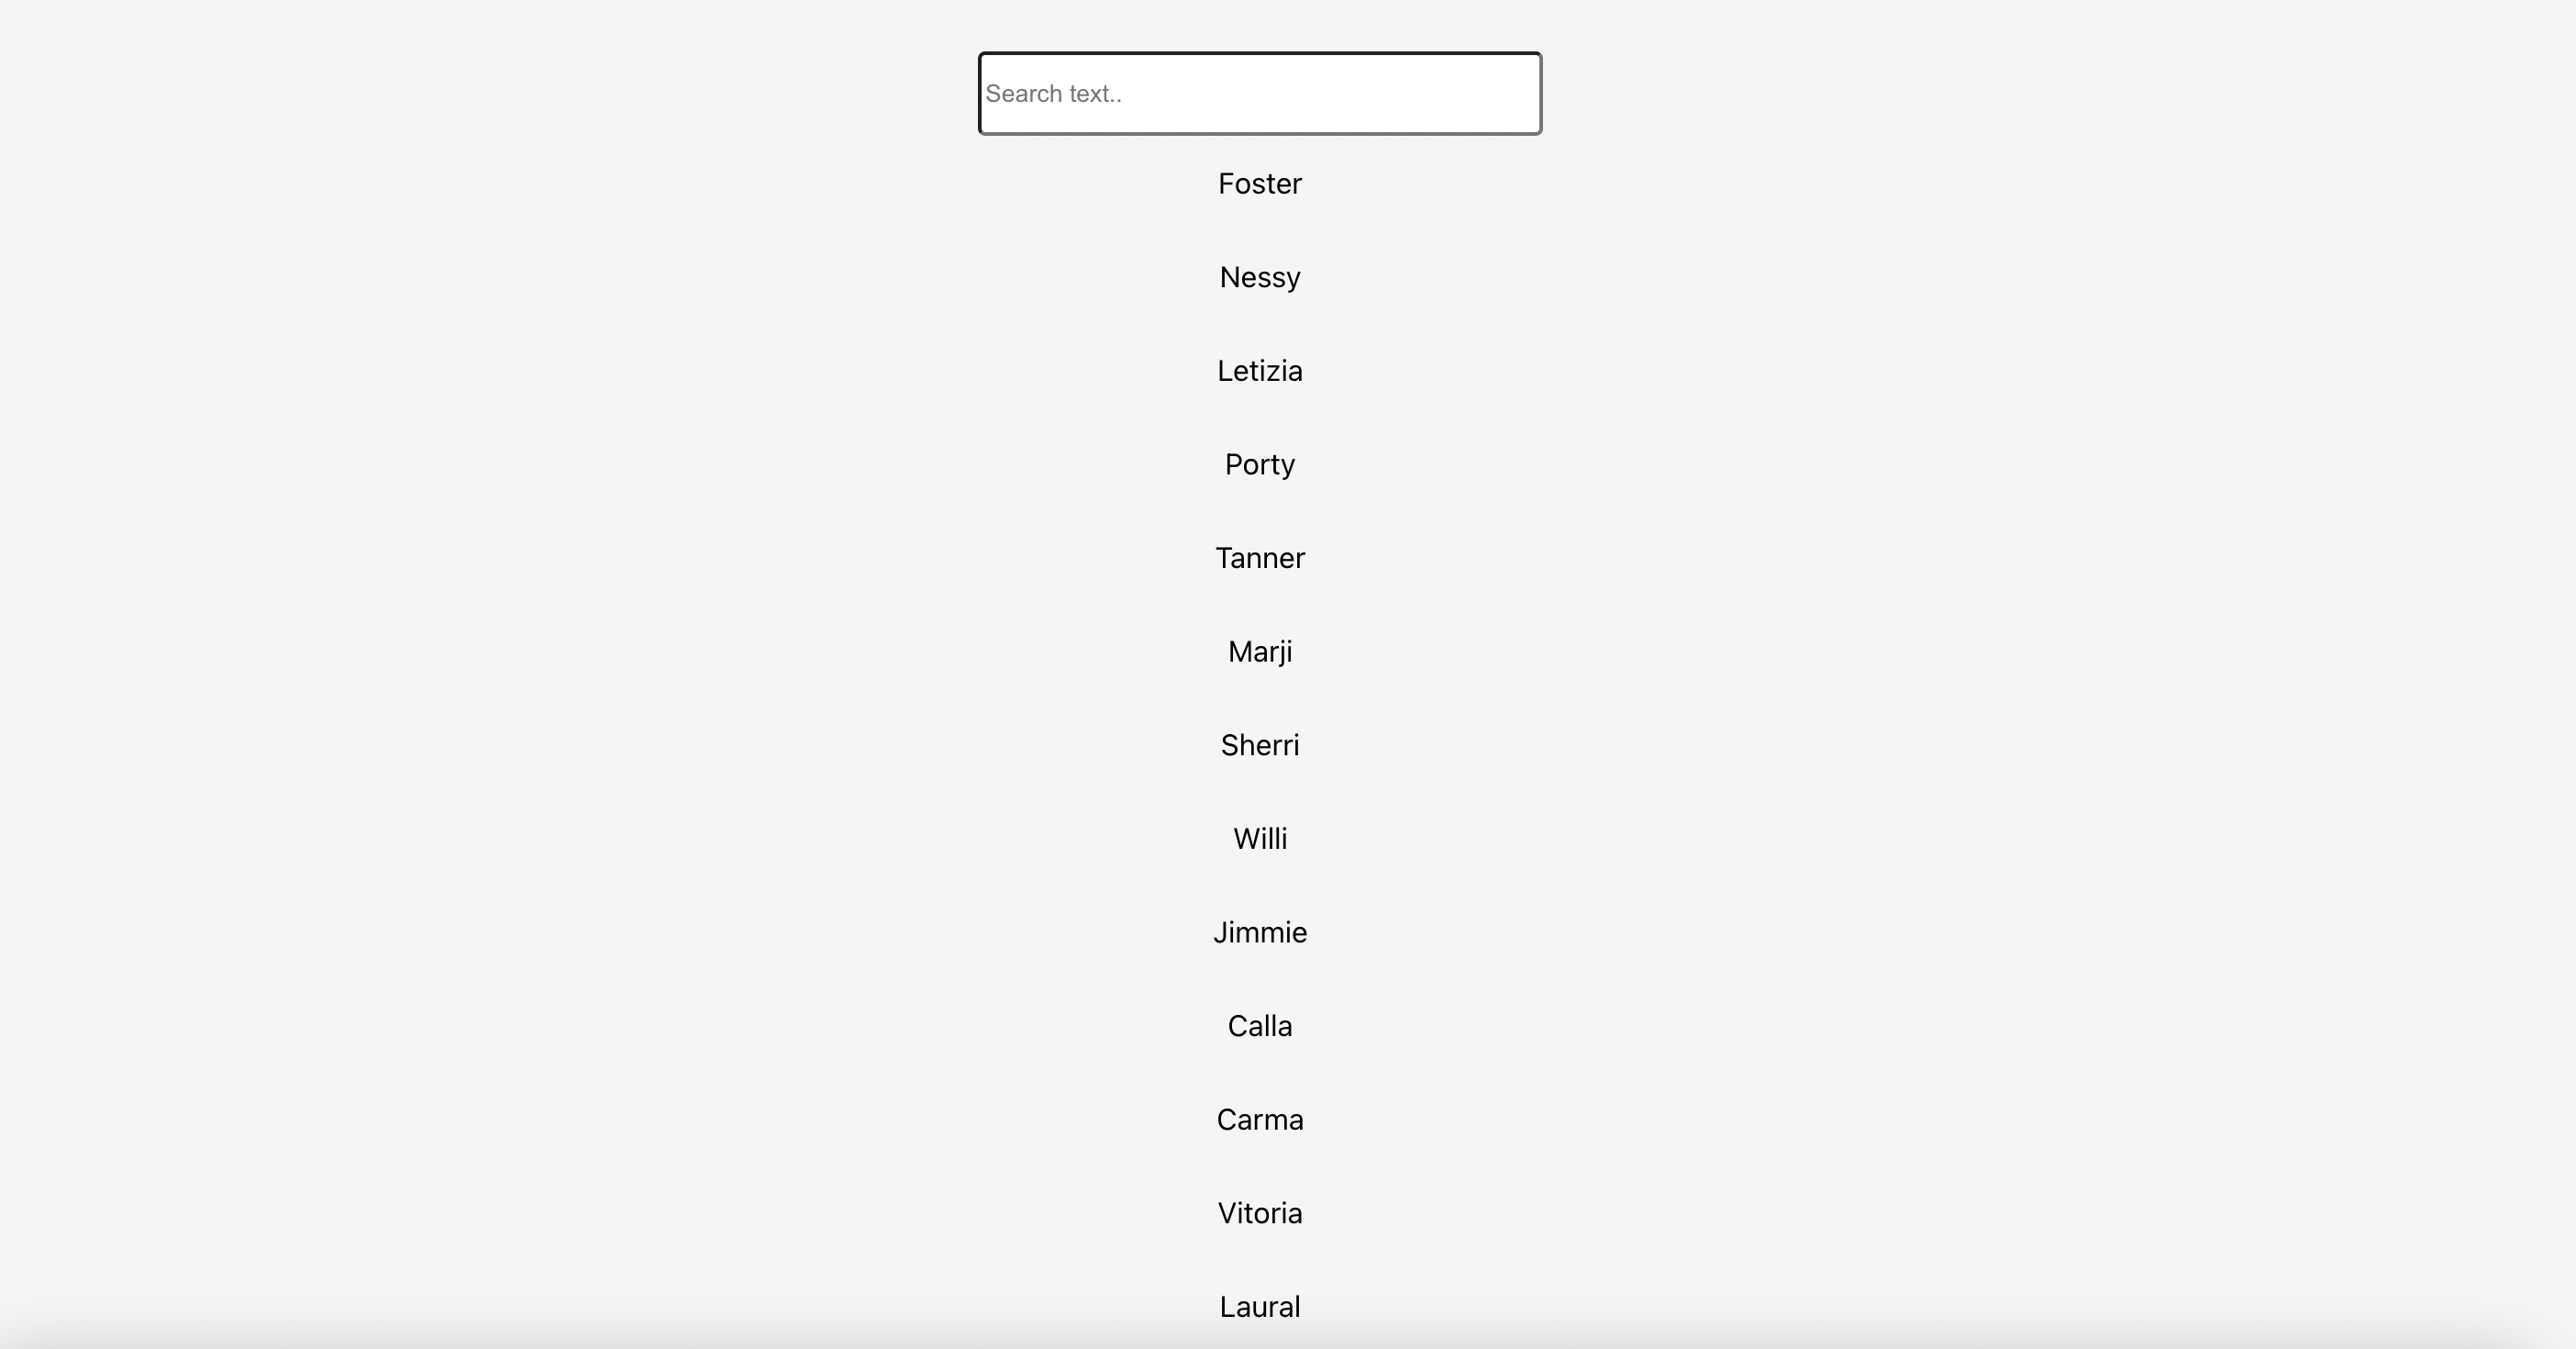 Search text..
Foster
Nessy
Letizia
Porty
Tanner
Marji
Sherri
Willi
Jimmie
Calla
Carma
Vitoria
Laural